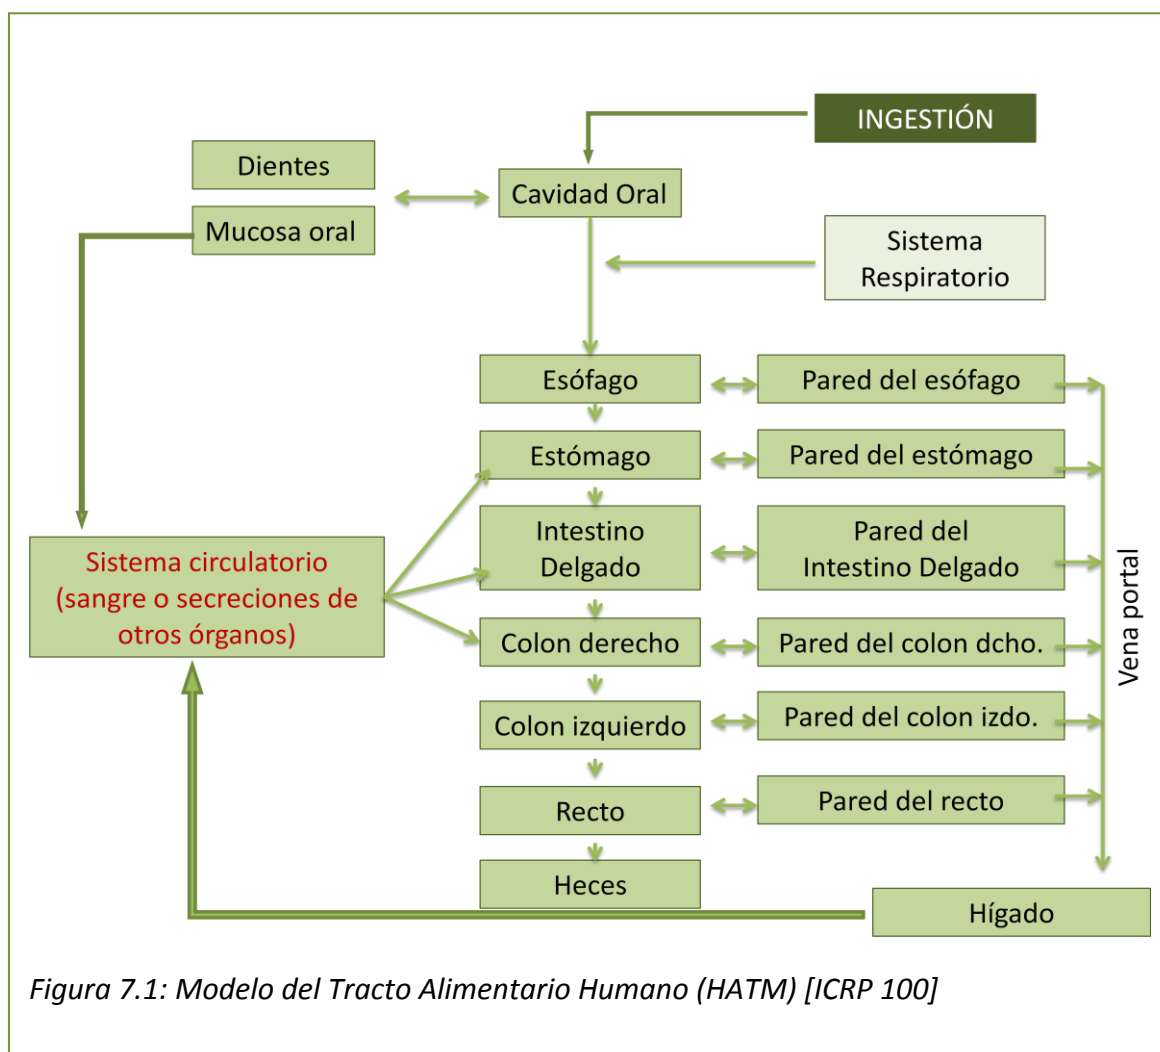 INGESTIÓN
Dientes
Cavidad Oral
Mucosa oral
Sistema
Respiratorio
Esófago
Pared del esófago
Estómago
Pared del estómago
Intestino
Delgado
Pared del
Intestino Delgado
Sistema circulatorio
(sangre o secreciones de
otros órganos)
Colon derecho
Pared del colon dcho.
Vena portal
Colon izquierdo
Pared del colon izdo.
Recto
Pared del recto
Heces
Hígado
Figura 7.1: Modelo del Tracto Alimentario Humano (HATM) [ICRP 100]